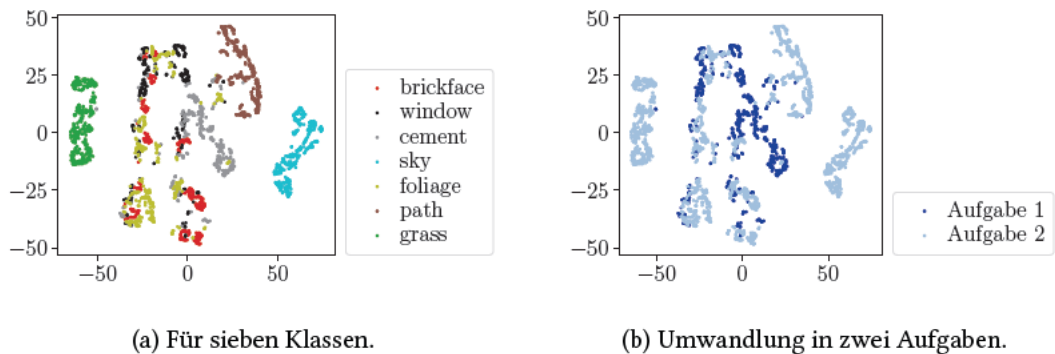 50
25
0
−25
−50
−50
0
50
brickface
window
cement
sky
foliage
path
grass
(a) Für sieben Klassen.
50
25
0
−25
−50
−50
0
50
Aufgabe 1
Aufgabe 2
(b) Umwandlung in zwei Aufgaben.